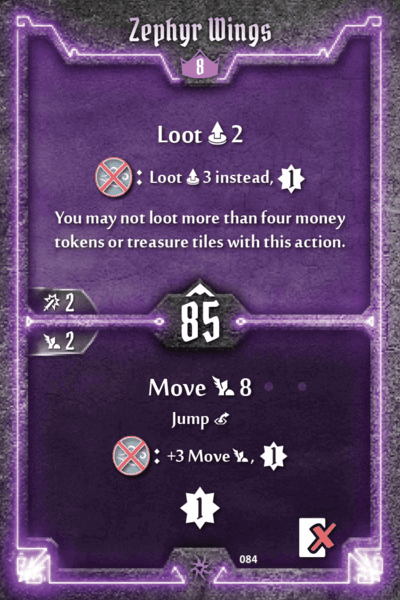 Zephyr Wings
8
Loot 2
: Loot 3 instead, 1
You may not loot more than four money
tokens or treasure tiles with this action.
2
85
2
Move 8
Jump
: +3 Move , 1
1
084